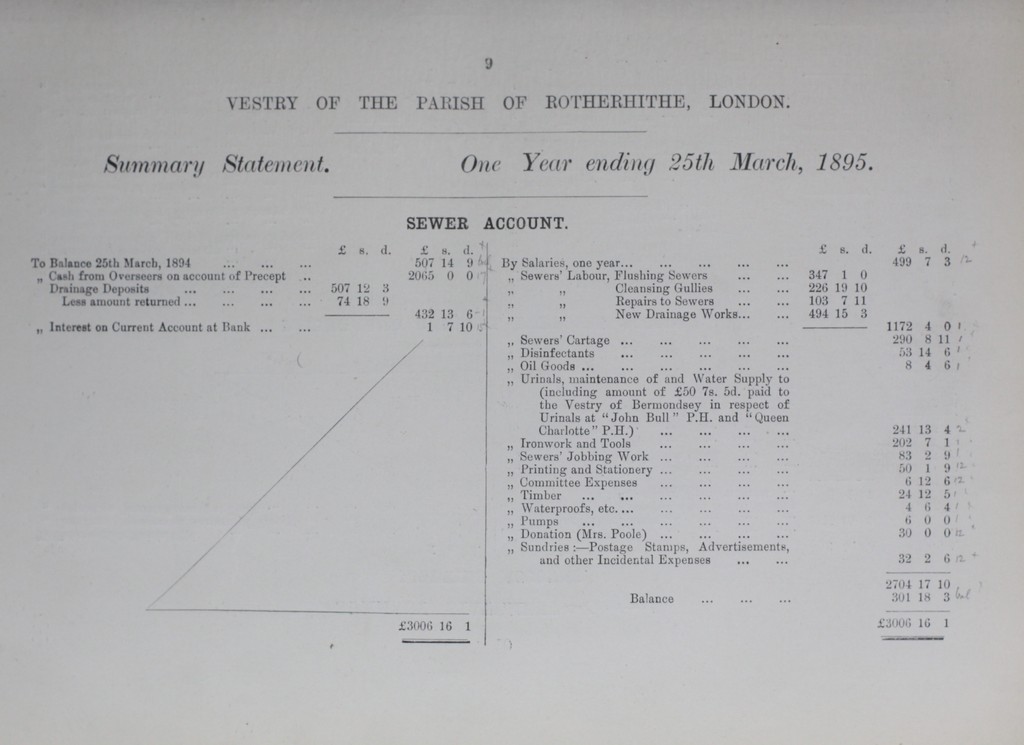 9
VESTRY OF THE PARISH OF ROTHERHITHE, LONDON.
Summary Statement. One Year ending 25th March, 1895.
SEWER ACCOUNT.
£ s. d. £ s. d.
To Balance 25th March, 1894 ... ... ... 507 14 9
„ Cash from Overseers on account of Precept .. 2065 0 0
„ Drainage Deposits ... ... ... ... 507 12 3
Less amount returned ... ... ... ... 74 18 9
432 13 6
„ Interest on Current Account at Bank ... ... 1 7 10
£3006 16 1
£ s. d. £ s. d.
By Salaries, one year... ... ... ... ... 499 7 3
„ Sewers' Labour, Flushing Sewers ... ... 347 1 0
„ „ Cleansing Gullies ... ... 226 19 10
„ „ Repairs to Sewers ... ... 103 7 11
„ „ New Drainage Works... ... 494 15 3
1172 4 0
„ Sewers' Cartage ... ... ... ... ... 290 8 11
„ Disinfectants ... ... ... ... ... 53 14 6
„ Oil Goods ... ... ... ... ... ... 8 4 6
„ Urinals, maintenance of and Water Supply to
(including amount of £50 7s. 5d. paid to
the Vestry of Bermondsey in respect of
Urinals at "John Bull" P.H. and "Queen
Charlotte" P.H.) ... ... ... ... 241 13 4
„ Ironwork and Tools ... ... ... ... 202 7 1
„ Sewers' Jobbing Work ... ... ... ... 83 2 9
„ Printing and Stationery ... ... ... ... 50 1 9
„ Committee Expenses ... ... ... ... 6 12 6
„ Timber ... ... ... ... ... ... 24 12 5
„ Waterproofs, etc. ... ... ... ... ... 4 6 4
„ Pumps ... ... ... ... ... ... 6 0 0
„ Donation (Mrs. Poole) ... ... ... ... 30 0 0
„ Sundries :—Postage Stamps, Advertisements,
and other Incidental Expenses ... ... 32 2 6
2704 17 10
Balance ... ... ... 301 18 3
£3006 16 1